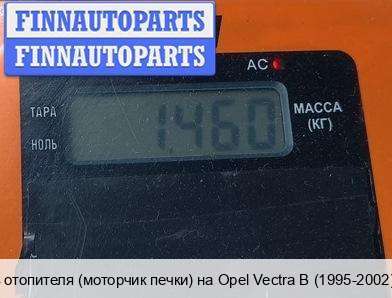 FINNAUTOPARTS
FINNAUTOPARTS
AC
ТАРА
1.460
МАССА
(КГ)
НОЛЬ
отопителя (моторчик печки) на Opel Vectra B (1995-2002)